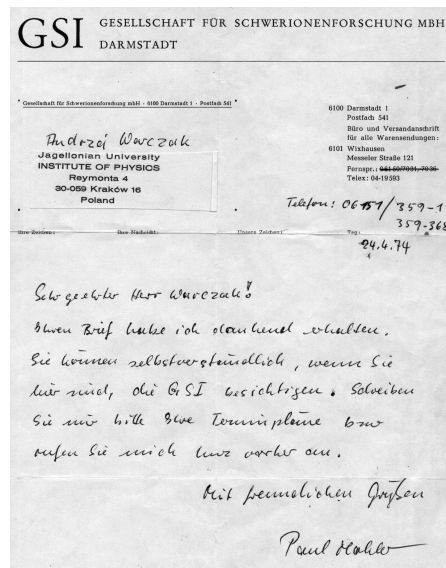 GSI GESELLSCHAFT FÜR SCHWERIONENFORSCHUNG MBH
DARMSTADT
Gesellschaft für Schwerionenforschung mbH · 6100 Darmstadt 1 · Postfach 541
6100 Darmstadt 1
Postfach 541
Büro und Versandanschrift
für alle Warensendungen:
6101 Wixhausen
Messeler Straße 121
Fernspr.:
Telex: 04-19593
Andrzej Warczak
Jagellonian University
INSTITUTE OF PHYSICS
Reymonta 4
30-059 Kraków 16
Poland
Telefon: 06151/359-1
359-368
Ihre Zeichen: Ihre Nachricht: Unsere Zeichen: Tag:
24.4.74
Sehr geehrter Herr Warczak!
Ihren Brief habe ich dankend erhalten.
Sie können selbstverständlich, wenn Sie
hier sind, die GSI besichtigen. Schreiben
Sie mir bitte Ihre Terminpläne bzw
rufen Sie mich kurz vorher an.
Mit freundlichen Grüßen
Paul